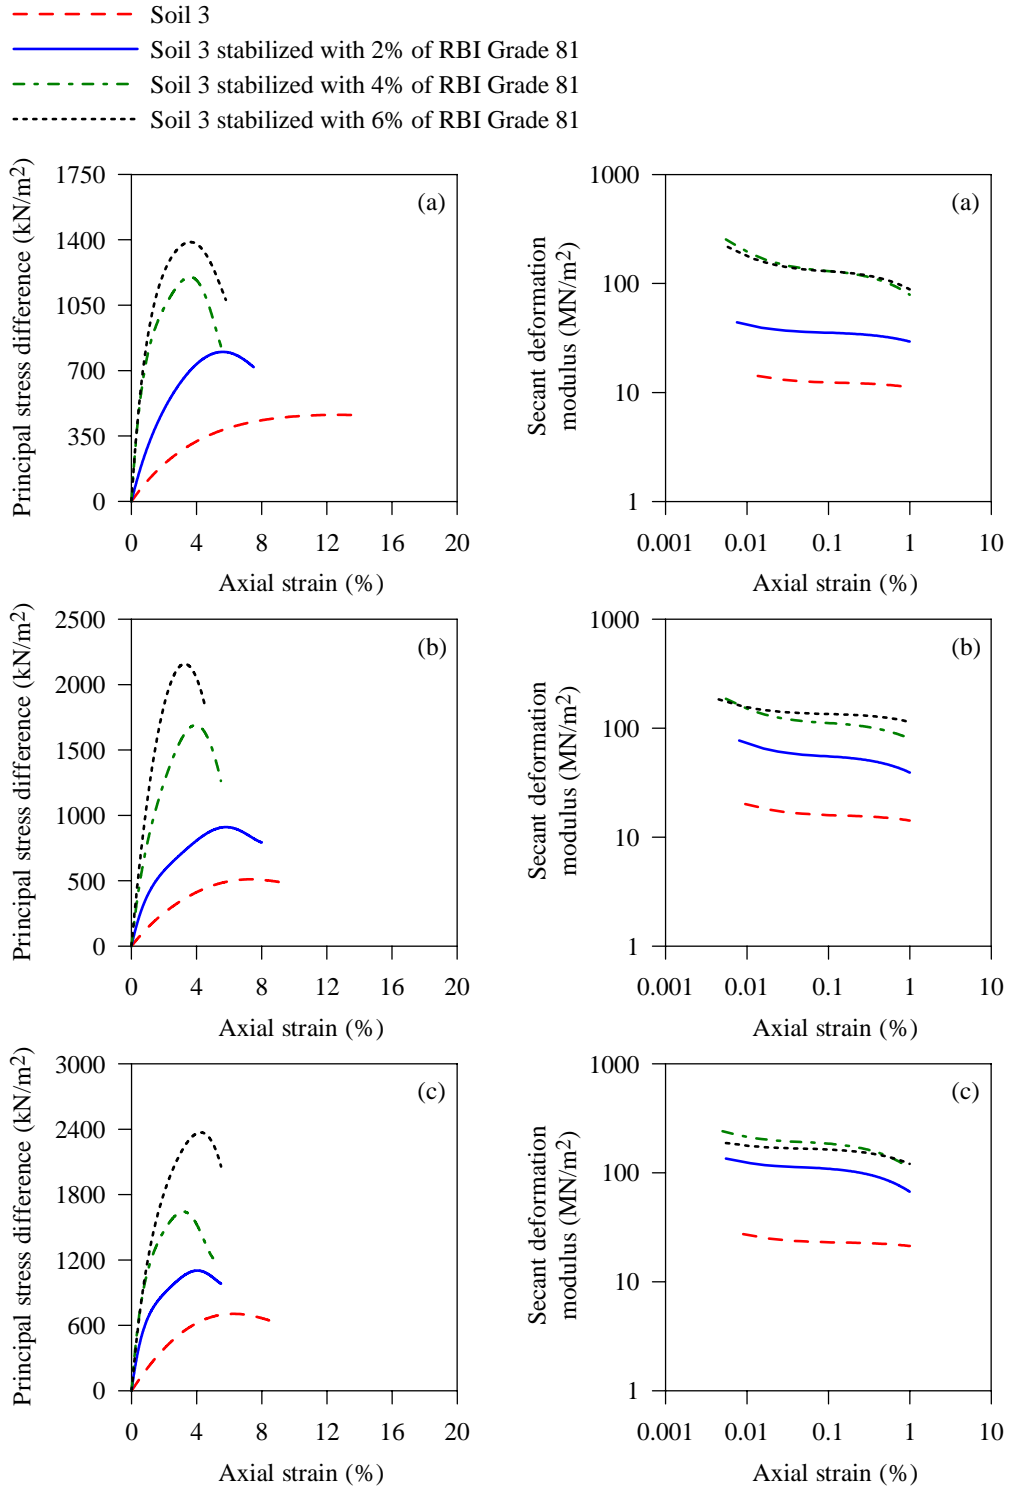 Soil 3
Soil 3 stabilized with 2% of RBI Grade 81
Soil 3 stabilized with 4% of RBI Grade 81
Soil 3 stabilized with 6% of RBI Grade 81
Principal stress difference (kN/m²)
1750
1400
1050
700
350
0
(a)
0 4 8 12 16 20
Axial strain (%)
Secant deformation
modulus (MN/m²)
1000
100
10
1
(a)
0.001 0.01 0.1 1 10
Axial strain (%)
Principal stress difference (kN/m²)
2500
2000
1500
1000
500
0
(b)
0 4 8 12 16 20
Axial strain (%)
Secant deformation
modulus (MN/m²)
1000
100
10
1
(b)
0.001 0.01 0.1 1 10
Axial strain (%)
Principal stress difference (kN/m²)
3000
2400
1800
1200
600
0
(c)
0 4 8 12 16 20
Axial strain (%)
Secant deformation
modulus (MN/m²)
1000
100
10
1
(c)
0.001 0.01 0.1 1 10
Axial strain (%)